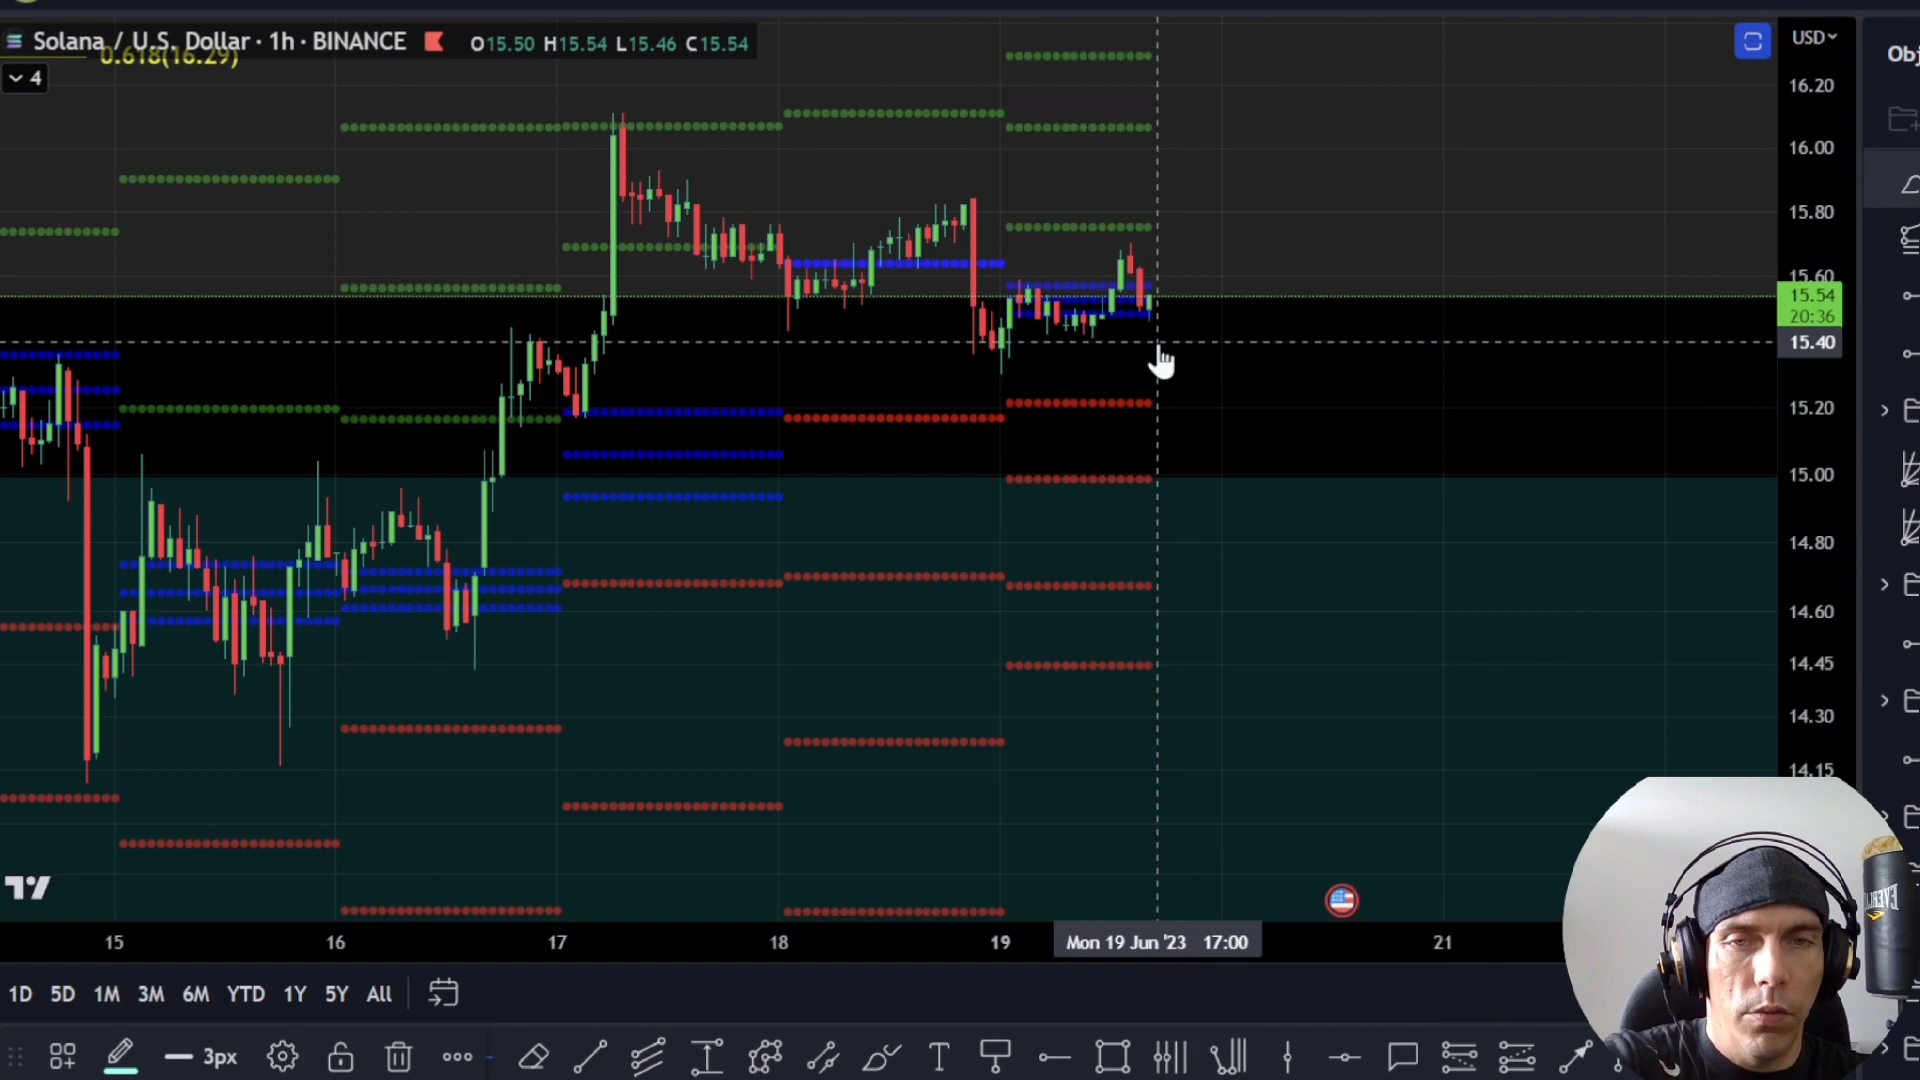 Solana / U.S. Dollar · 1h · BINANCE O15.50 H15.54 L15.46 C15.54
0.618(16.29)
4
USD
Obj
16.20
16.00
15.80
15.60
15.54
20:36
15.40
15.20
15.00
14.80
14.60
14.45
14.30
14.15
15 16 17 18 19 Mon 19 Jun '23 17:00 21
1D 5D 1M 3M 6M YTD 1Y 5Y All
3px
T